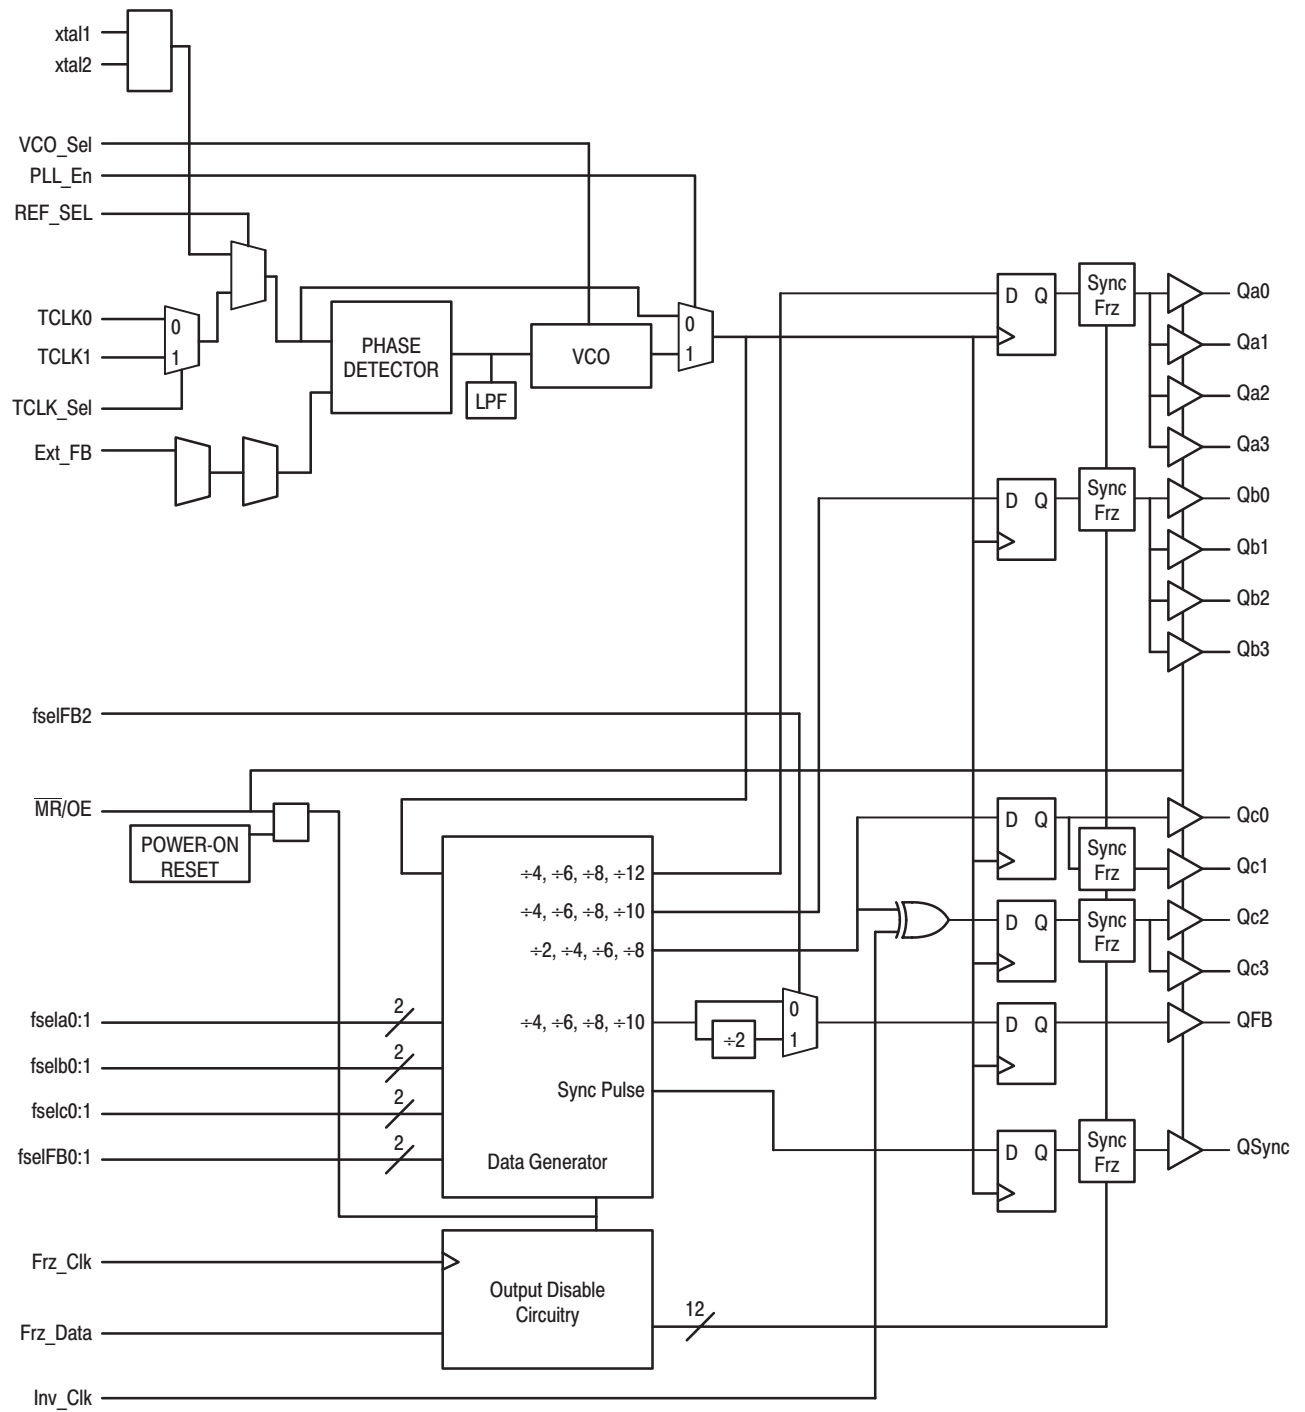 xtal1
xtal2
VCO_Sel
PLL_En
REF_SEL
TCLK0
TCLK1
TCLK_Sel
Ext_FB
0
1
PHASE
DETECTOR
LPF
VCO
0
1
D Q
Sync
Frz
Qa0
Qa1
Qa2
Qa3
D Q
Sync
Frz
Qb0
Qb1
Qb2
Qb3
fselFB2
MR/OE
POWER-ON
RESET
÷4, ÷6, ÷8, ÷12
÷4, ÷6, ÷8, ÷10
÷2, ÷4, ÷6, ÷8
÷4, ÷6, ÷8, ÷10
Sync Pulse
Data Generator
fsela0:1
2
fselb0:1
2
fselc0:1
2
fselFB0:1
2
÷2
0
1
D Q
Sync
Frz
Qc0
Qc1
D Q
Sync
Frz
Qc2
Qc3
D Q
QFB
D Q
Sync
Frz
QSync
Frz_Clk
Frz_Data
Output Disable
Circuitry
12
Inv_Clk